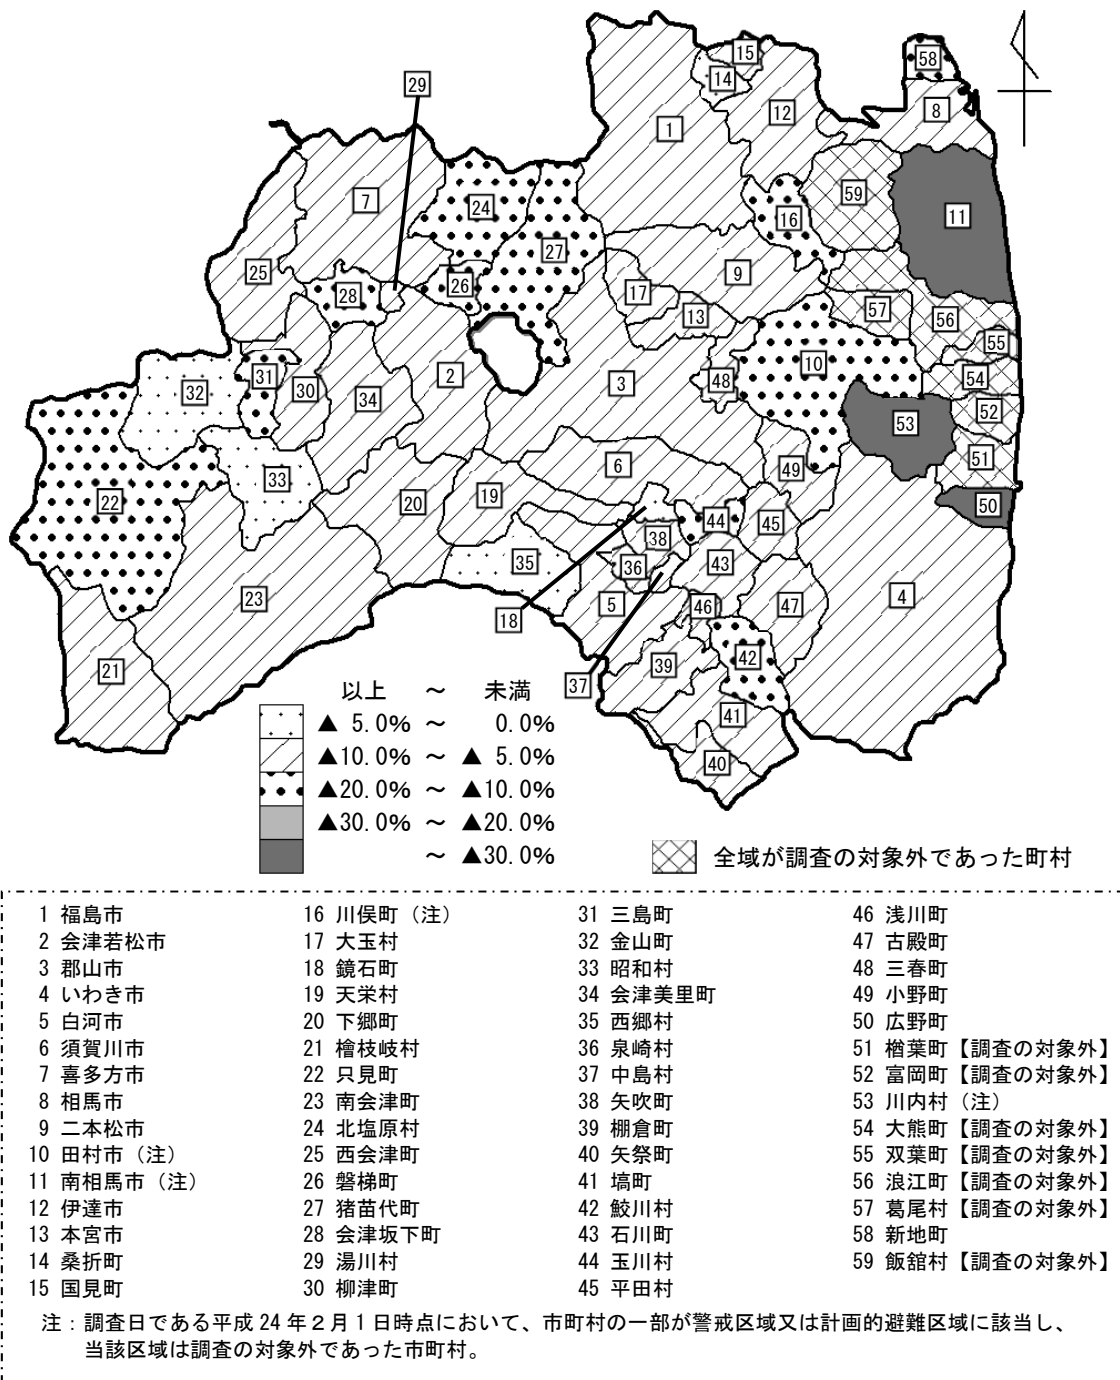 29
15
58
14
12
8
1
59
7
24
16
11
27
25
9
26
28
17
57
13
56
55
10
2
48
54
32
31
30
3
34
52
53
6
51
49
33
19
20
50
22
44
45
38
35
43
36
23
5
46
47
4
18
42
39
21
37
41
40
以上 ～ 未満
▲ 5.0% ～ 0.0%
▲10.0% ～ ▲ 5.0%
▲20.0% ～ ▲10.0%
▲30.0% ～ ▲20.0%
～ ▲30.0%
全域が調査の対象外であった町村
1 福島市
2 会津若松市
3 郡山市
4 いわき市
5 白河市
6 須賀川市
7 喜多方市
8 相馬市
9 二本松市
10 田村市（注）
11 南相馬市（注）
12 伊達市
13 本宮市
14 桑折町
15 国見町
16 川俣町（注）
17 大玉村
18 鏡石町
19 天栄村
20 下郷町
21 檜枝岐村
22 只見町
23 南会津町
24 北塩原村
25 西会津町
26 磐梯町
27 猪苗代町
28 会津坂下町
29 湯川村
30 柳津町
31 三島町
32 金山町
33 昭和村
34 会津美里町
35 西郷村
36 泉崎村
37 中島村
38 矢吹町
39 棚倉町
40 矢祭町
41 塙町
42 鮫川村
43 石川町
44 玉川村
45 平田村
46 浅川町
47 古殿町
48 三春町
49 小野町
50 広野町
51 楢葉町【調査の対象外】
52 富岡町【調査の対象外】
53 川内村（注）
54 大熊町【調査の対象外】
55 双葉町【調査の対象外】
56 浪江町【調査の対象外】
57 葛尾村【調査の対象外】
58 新地町
59 飯舘村【調査の対象外】
注：調査日である平成 24 年２月１日時点において、市町村の一部が警戒区域又は計画的避難区域に該当し、
当該区域は調査の対象外であった市町村。